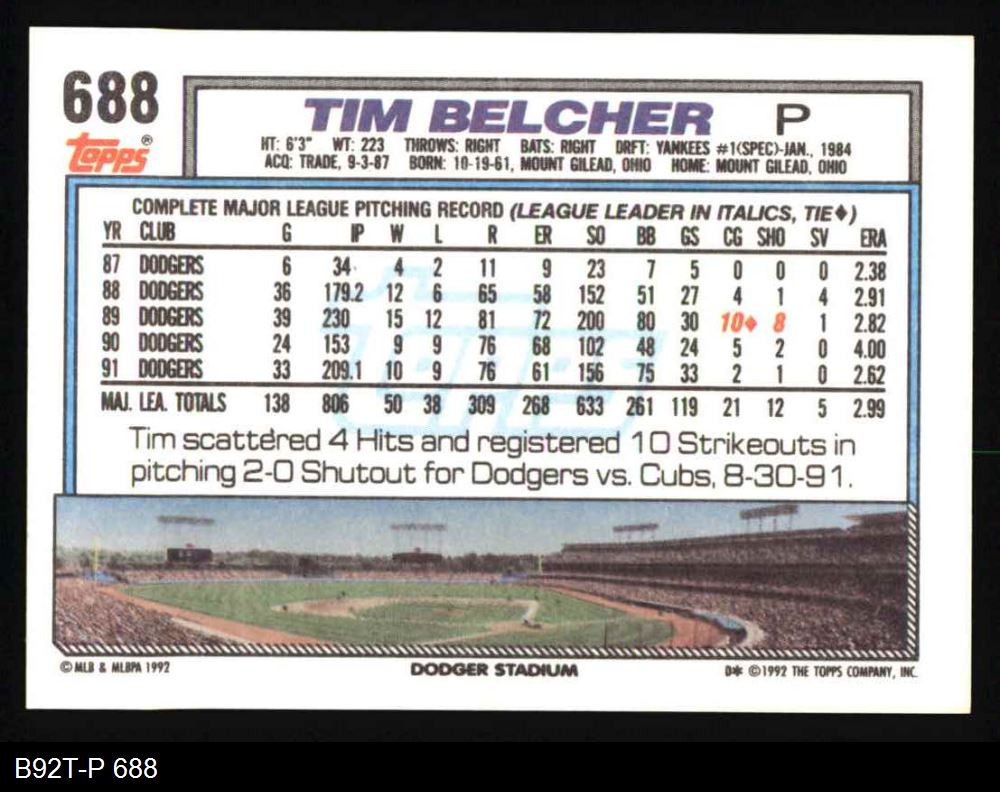 688
Topps®
TIM BELCHER P
HT: 6'3" WT: 223 THROWS: RIGHT BATS: RIGHT DRFT: YANKEES #1(SPEC)-JAN., 1984
ACQ: TRADE, 9-3-87 BORN: 10-19-61, MOUNT GILEAD, OHIO HOME: MOUNT GILEAD, OHIO
COMPLETE MAJOR LEAGUE PITCHING RECORD (LEAGUE LEADER IN ITALICS, TIE♦)
YR CLUB G IP W L R ER SO BB GS CG SHO SV ERA
87 DODGERS 6 34 4 2 11 9 23 7 5 0 0 0 2.38
88 DODGERS 36 179.2 12 6 65 58 152 51 27 4 1 4 2.91
89 DODGERS 39 230 15 12 81 72 200 80 30 10♦ 8 1 2.82
90 DODGERS 24 153 9 9 76 68 102 48 24 5 2 0 4.00
91 DODGERS 33 209.1 10 9 76 61 156 75 33 2 1 0 2.62
MAJ. LEA. TOTALS 138 806 50 38 309 268 633 261 119 21 12 5 2.99
Tim scattered 4 Hits and registered 10 Strikeouts in
pitching 2-0 Shutout for Dodgers vs. Cubs, 8-30-91.
© MLB & MLBPA 1992 DODGER STADIUM D* © 1992 THE TOPPS COMPANY, INC.
B92T-P 688